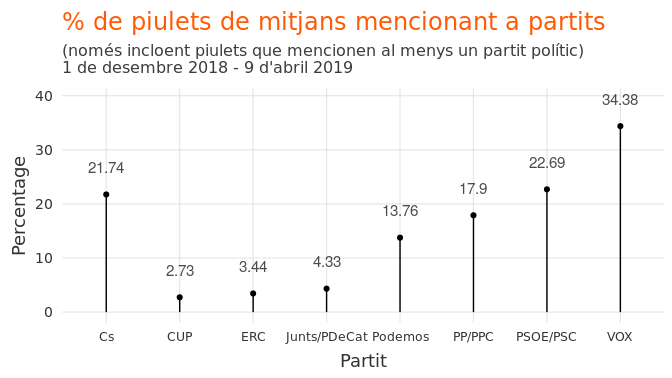 % de piulets de mitjans mencionant a partits
(només incloent piulets que mencionen al menys un partit polític)
1 de desembre 2018 - 9 d'abril 2019
Percentage
40
30
20
10
0
21.74
2.73
3.44
4.33
13.76
17.9
22.69
34.38
Cs
CUP
ERC
Junts/PDeCat
Podemos
PP/PPC
PSOE/PSC
VOX
Partit